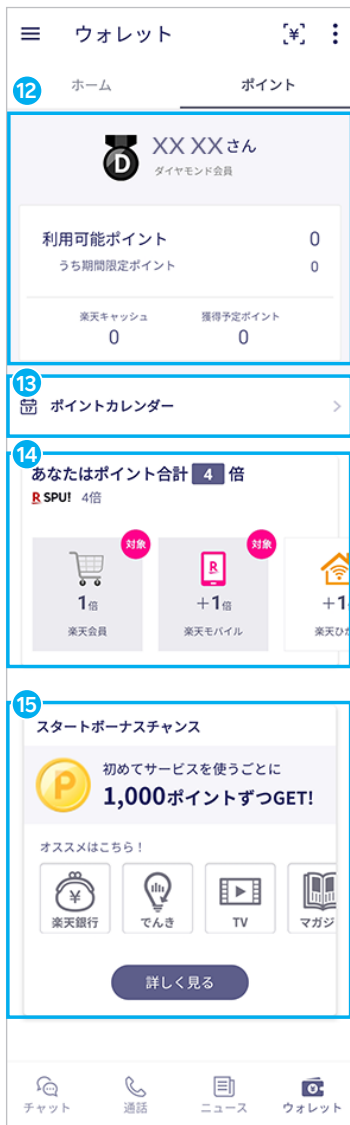 ウォレット
¥
12
ホーム
ポイント
D
XX XXさん
ダイヤモンド会員
利用可能ポイント 0
うち期間限定ポイント 0
楽天キャッシュ 獲得予定ポイント
0 0
13
17
ポイントカレンダー
14
あなたはポイント合計 4 倍
R SPU! 4倍
対象 対象
R
1倍 +1倍 +1
楽天会員 楽天モバイル 楽天ひか
15
スタートボーナスチャンス
P
初めてサービスを使うごとに
1,000ポイントずつGET!
オススメはこちら！
¥
楽天銀行 でんき TV マガジ
詳しく見る
チャット 通話 ニュース ウォレット